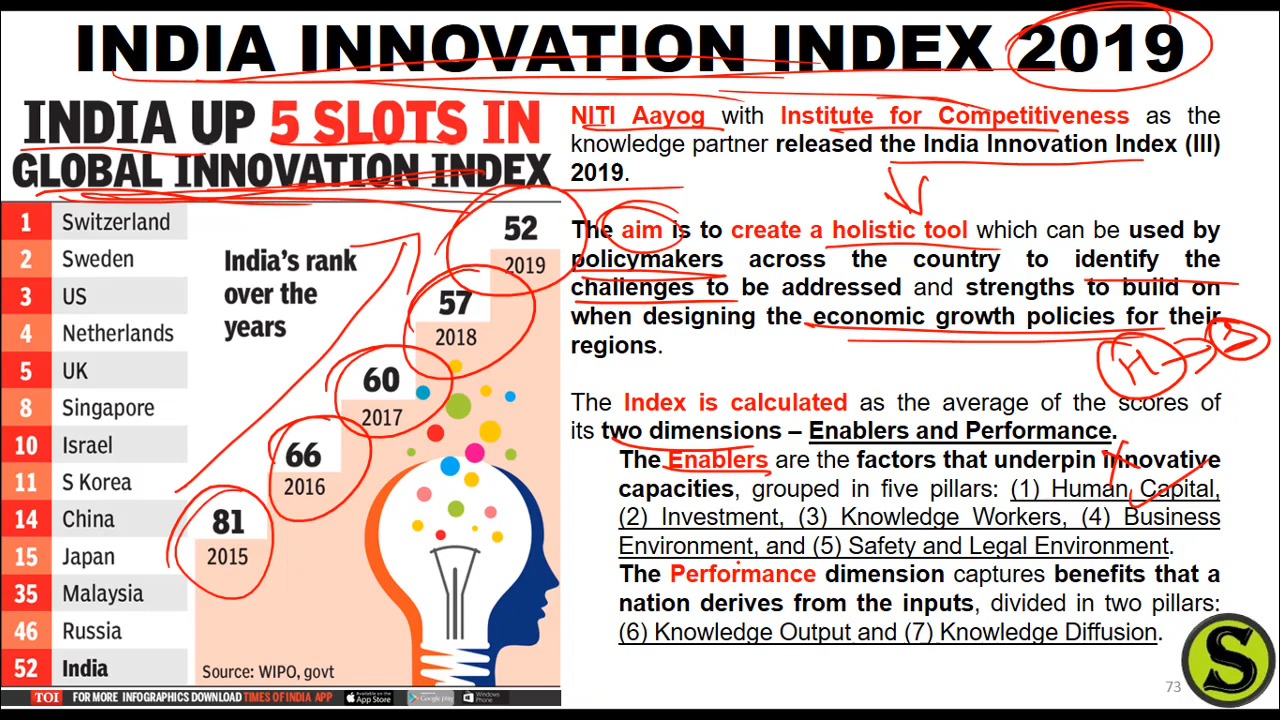 INDIA INNOVATION INDEX 2019
INDIA UP 5 SLOTS IN
GLOBAL INNOVATION INDEX
1 Switzerland
2 Sweden
3 US
4 Netherlands
5 UK
8 Singapore
10 Israel
11 S Korea
14 China
15 Japan
35 Malaysia
46 Russia
52 India
India's rank
over the
years
52
2019
57
2018
60
2017
66
2016
81
2015
Source: WIPO, govt
TOI FOR MORE INFOGRAPHICS DOWNLOAD TIMES OF INDIA APP Available on the App Store Google play Windows Phone
NITI Aayog with Institute for Competitiveness as the
knowledge partner released the India Innovation Index (III)
2019.
The aim is to create a holistic tool which can be used by
policymakers across the country to identify the
challenges to be addressed and strengths to build on
when designing the economic growth policies for their
regions.
H
The Index is calculated as the average of the scores of
its two dimensions – Enablers and Performance.
The Enablers are the factors that underpin innovative
capacities, grouped in five pillars: (1) Human Capital,
(2) Investment, (3) Knowledge Workers, (4) Business
Environment, and (5) Safety and Legal Environment.
The Performance dimension captures benefits that a
nation derives from the inputs, divided in two pillars:
(6) Knowledge Output and (7) Knowledge Diffusion.
S
73